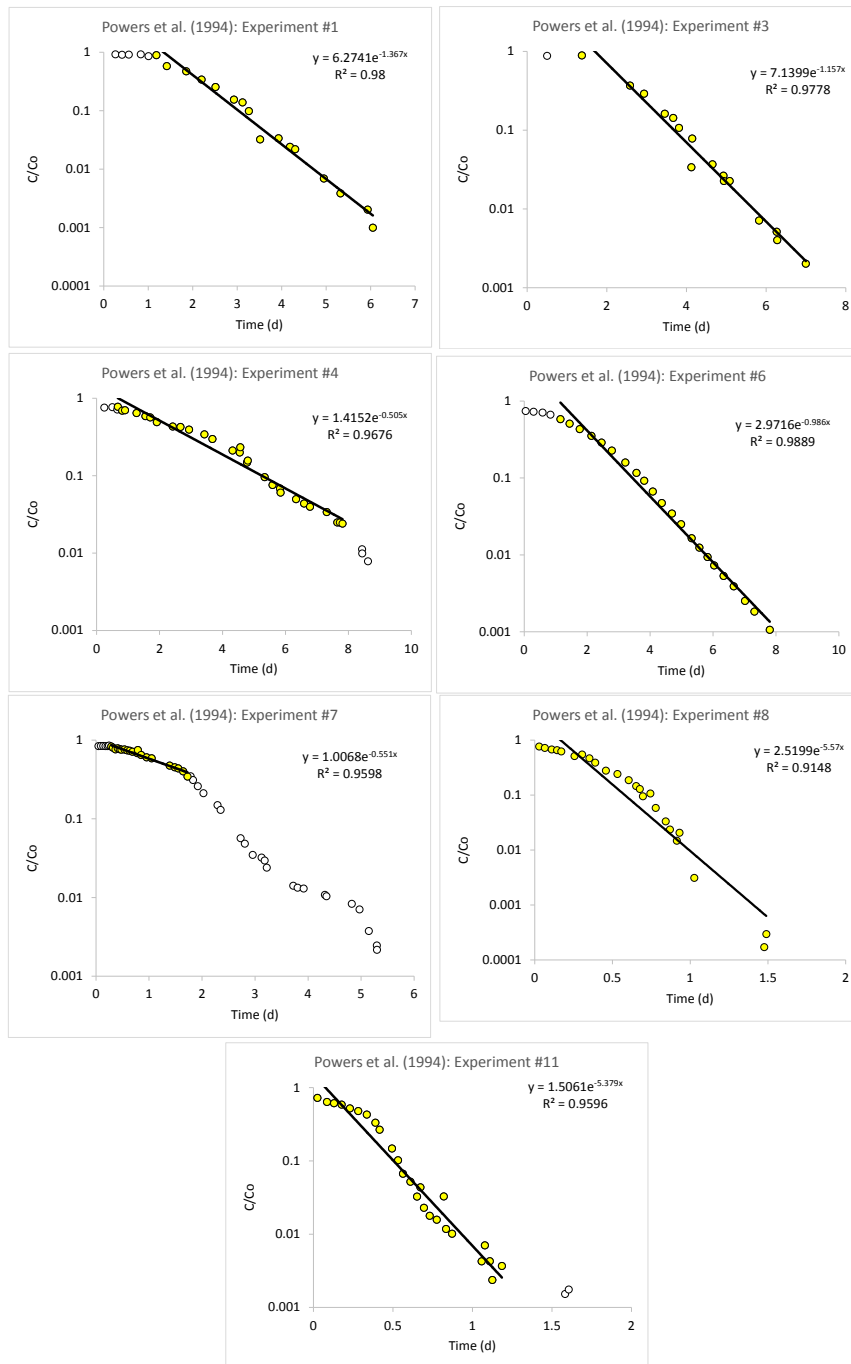 Powers et al. (1994): Experiment #1
y = 6.2741e^-1.367x
R² = 0.98
1
0.1
0.01
0.001
0.0001
C/Co
0 1 2 3 4 5 6 7
Time (d)
Powers et al. (1994): Experiment #3
y = 7.1399e^-1.157x
R² = 0.9778
1
0.1
0.01
0.001
C/Co
0 2 4 6 8
Time (d)
Powers et al. (1994): Experiment #4
y = 1.4152e^-0.505x
R² = 0.9676
1
0.1
0.01
0.001
C/Co
0 2 4 6 8 10
Time (d)
Powers et al. (1994): Experiment #6
y = 2.9716e^-0.986x
R² = 0.9889
1
0.1
0.01
0.001
C/Co
0 2 4 6 8 10
Time (d)
Powers et al. (1994): Experiment #7
y = 1.0068e^-0.551x
R² = 0.9598
1
0.1
0.01
0.001
C/Co
0 1 2 3 4 5 6
Time (d)
Powers et al. (1994): Experiment #8
y = 2.5199e^-5.57x
R² = 0.9148
1
0.1
0.01
0.001
0.0001
C/Co
0 0.5 1 1.5 2
Time (d)
Powers et al. (1994): Experiment #11
y = 1.5061e^-5.379x
R² = 0.9596
1
0.1
0.01
0.001
C/Co
0 0.5 1 1.5 2
Time (d)